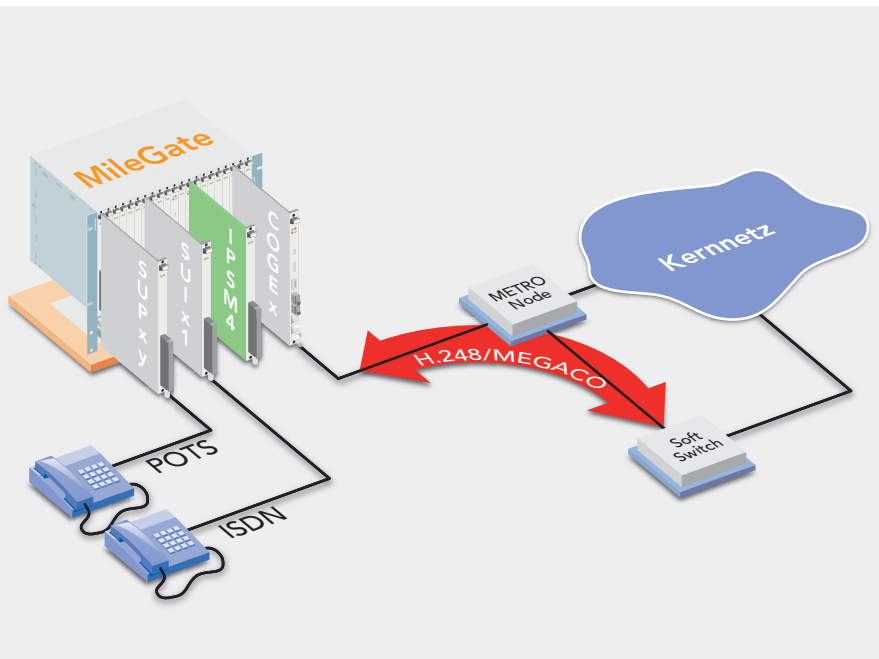 MileGate
SUPxy
SUIx1
IPSM4
COGEx
METRO
Node
Kernnetz
H.248/MEGACO
Soft
Switch
POTS
ISDN